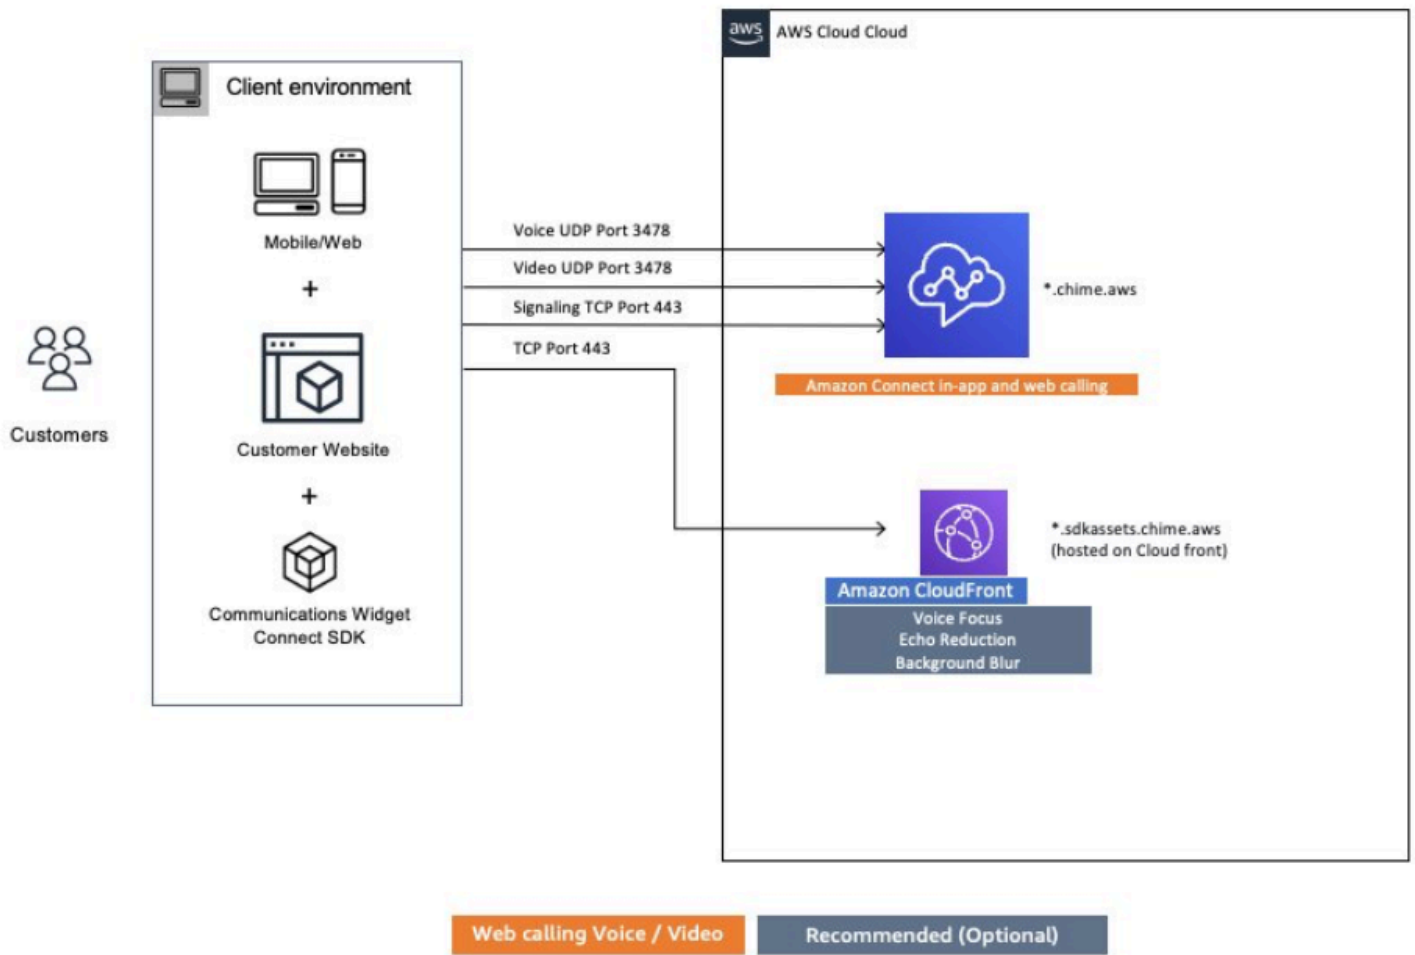 aws
AWS Cloud Cloud
Client environment
Mobile/Web
+
Customer Website
+
Communications Widget
Connect SDK
Customers
Voice UDP Port 3478
Video UDP Port 3478
Signaling TCP Port 443
TCP Port 443
*.chime.aws
Amazon Connect in-app and web calling
*.sdkassets.chime.aws
(hosted on Cloud front)
Amazon CloudFront
Voice Focus
Echo Reduction
Background Blur
Web calling Voice / Video
Recommended (Optional)